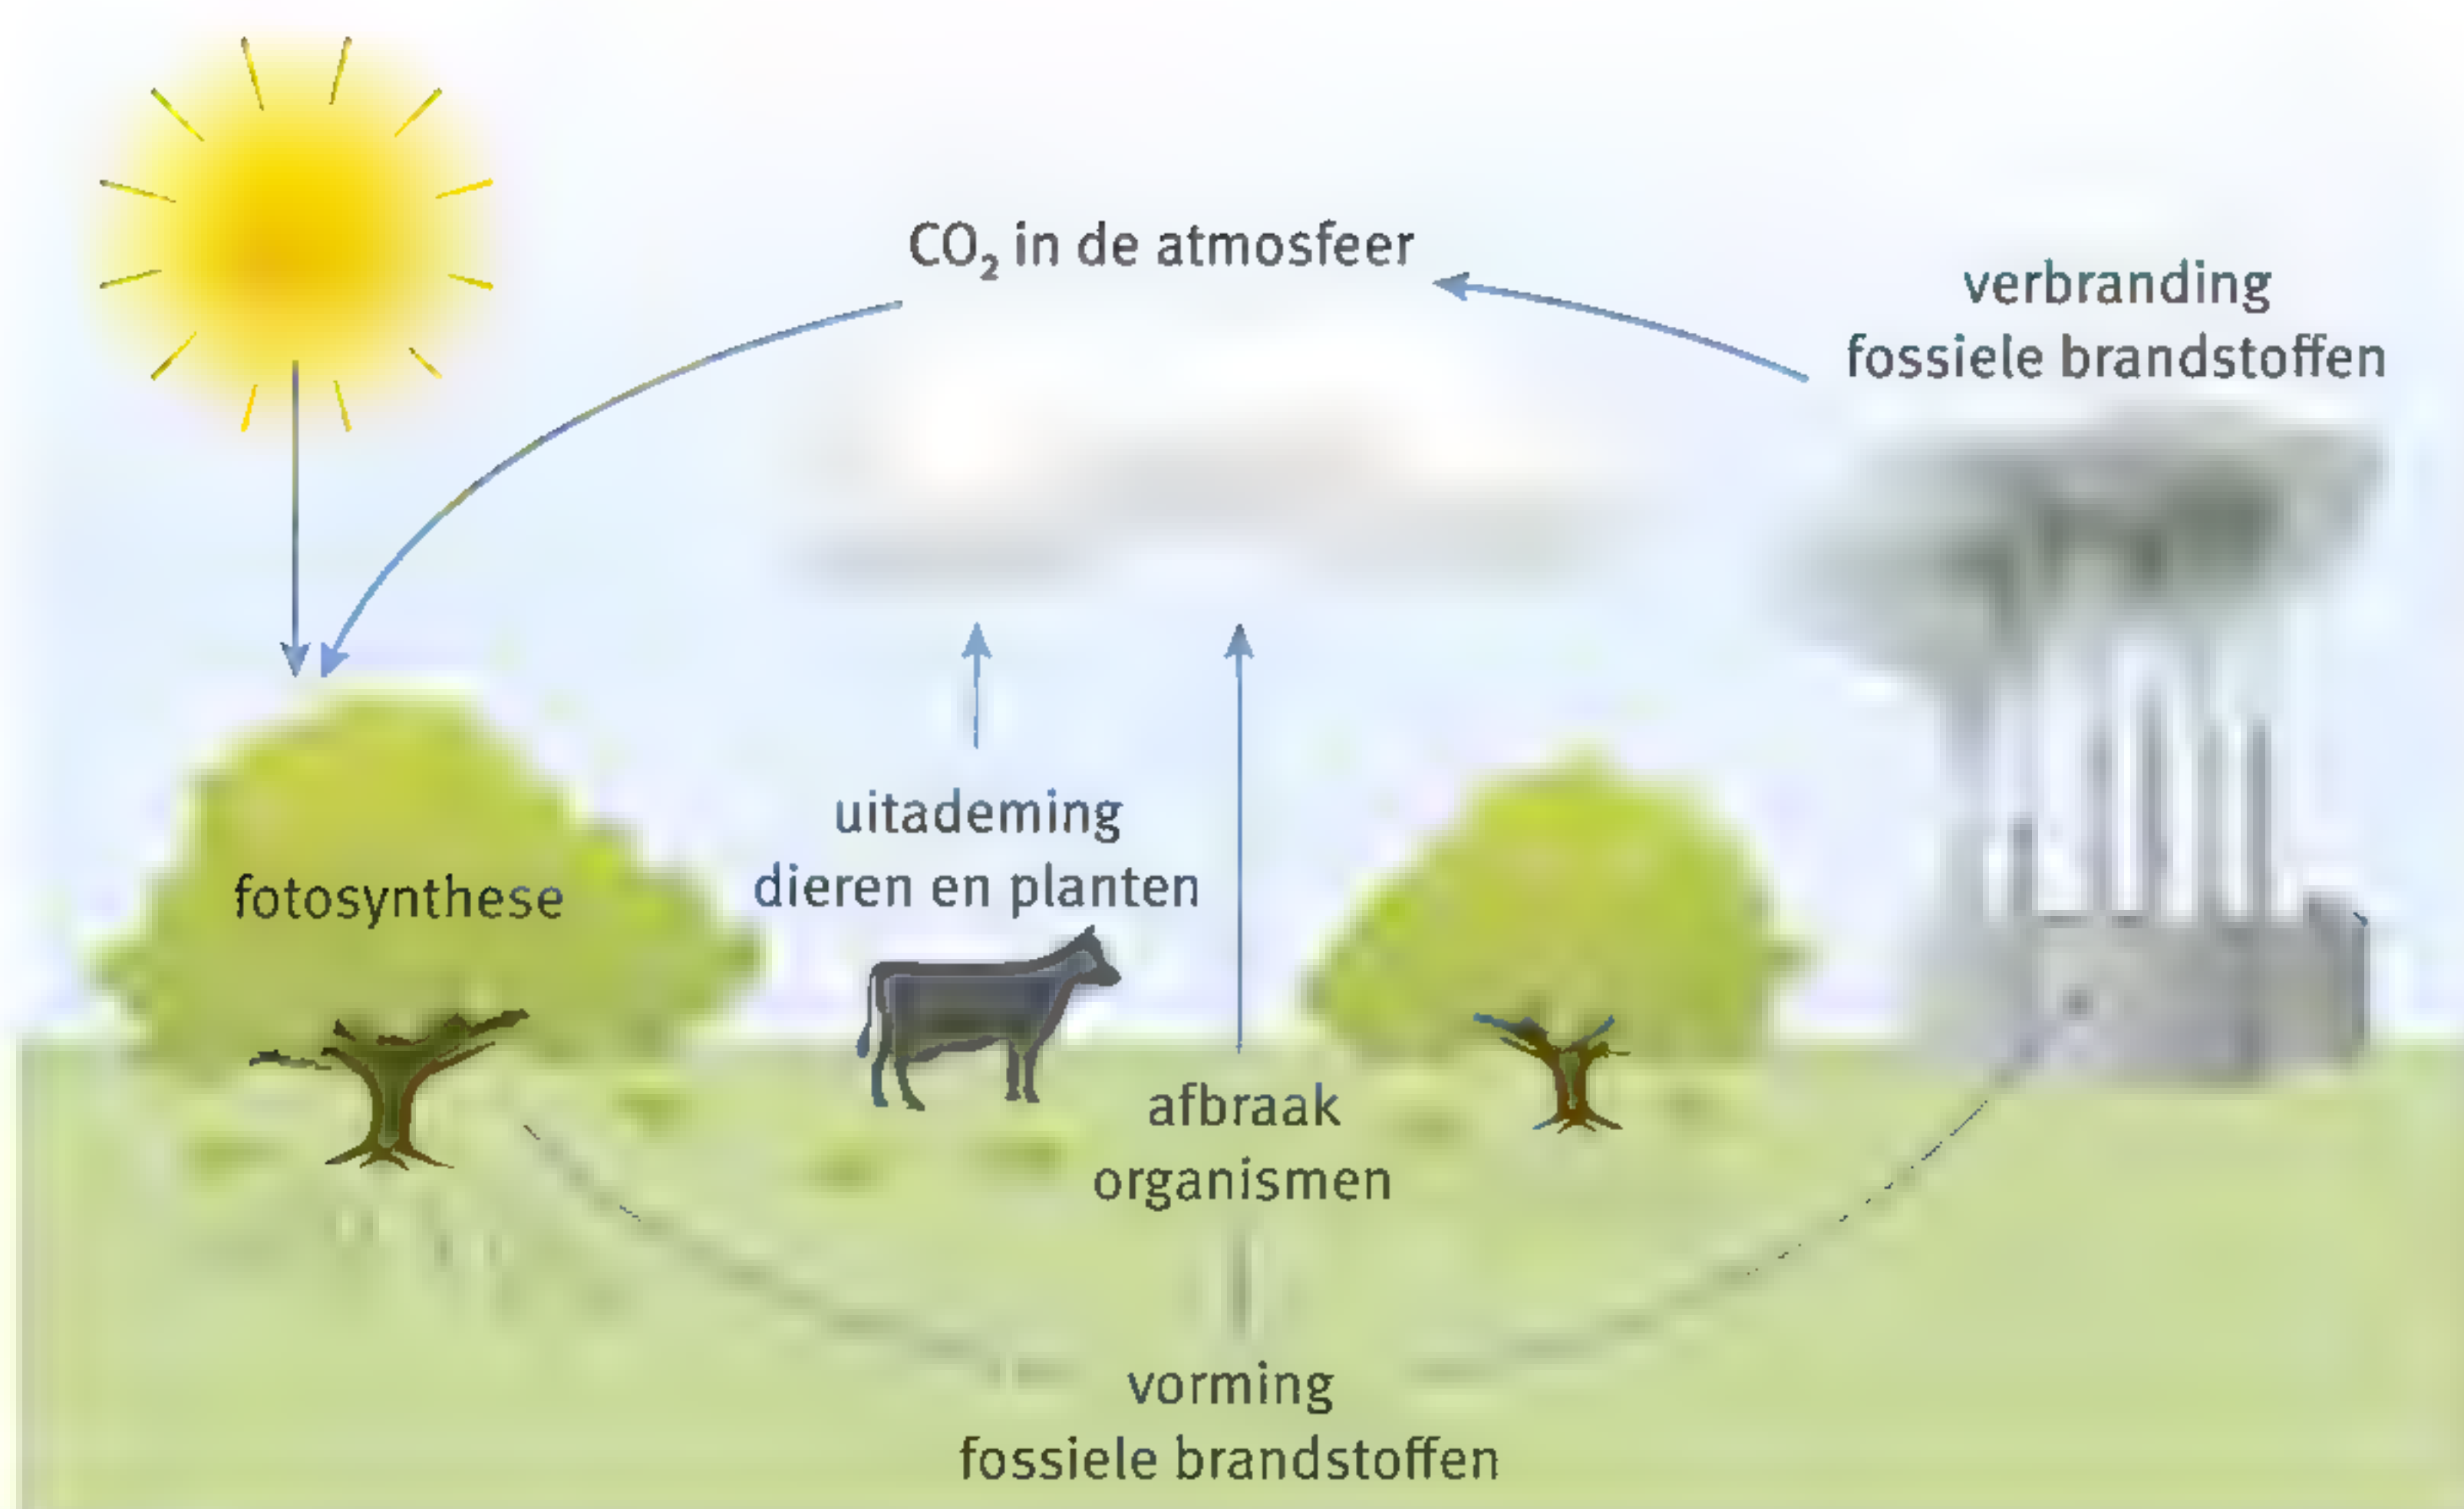 CO₂ in de atmosfeer
verbranding
fossiele brandstoffen
uitademing
dieren en planten
fotosynthese
afbraak
organismen
vorming
fossiele brandstoffen